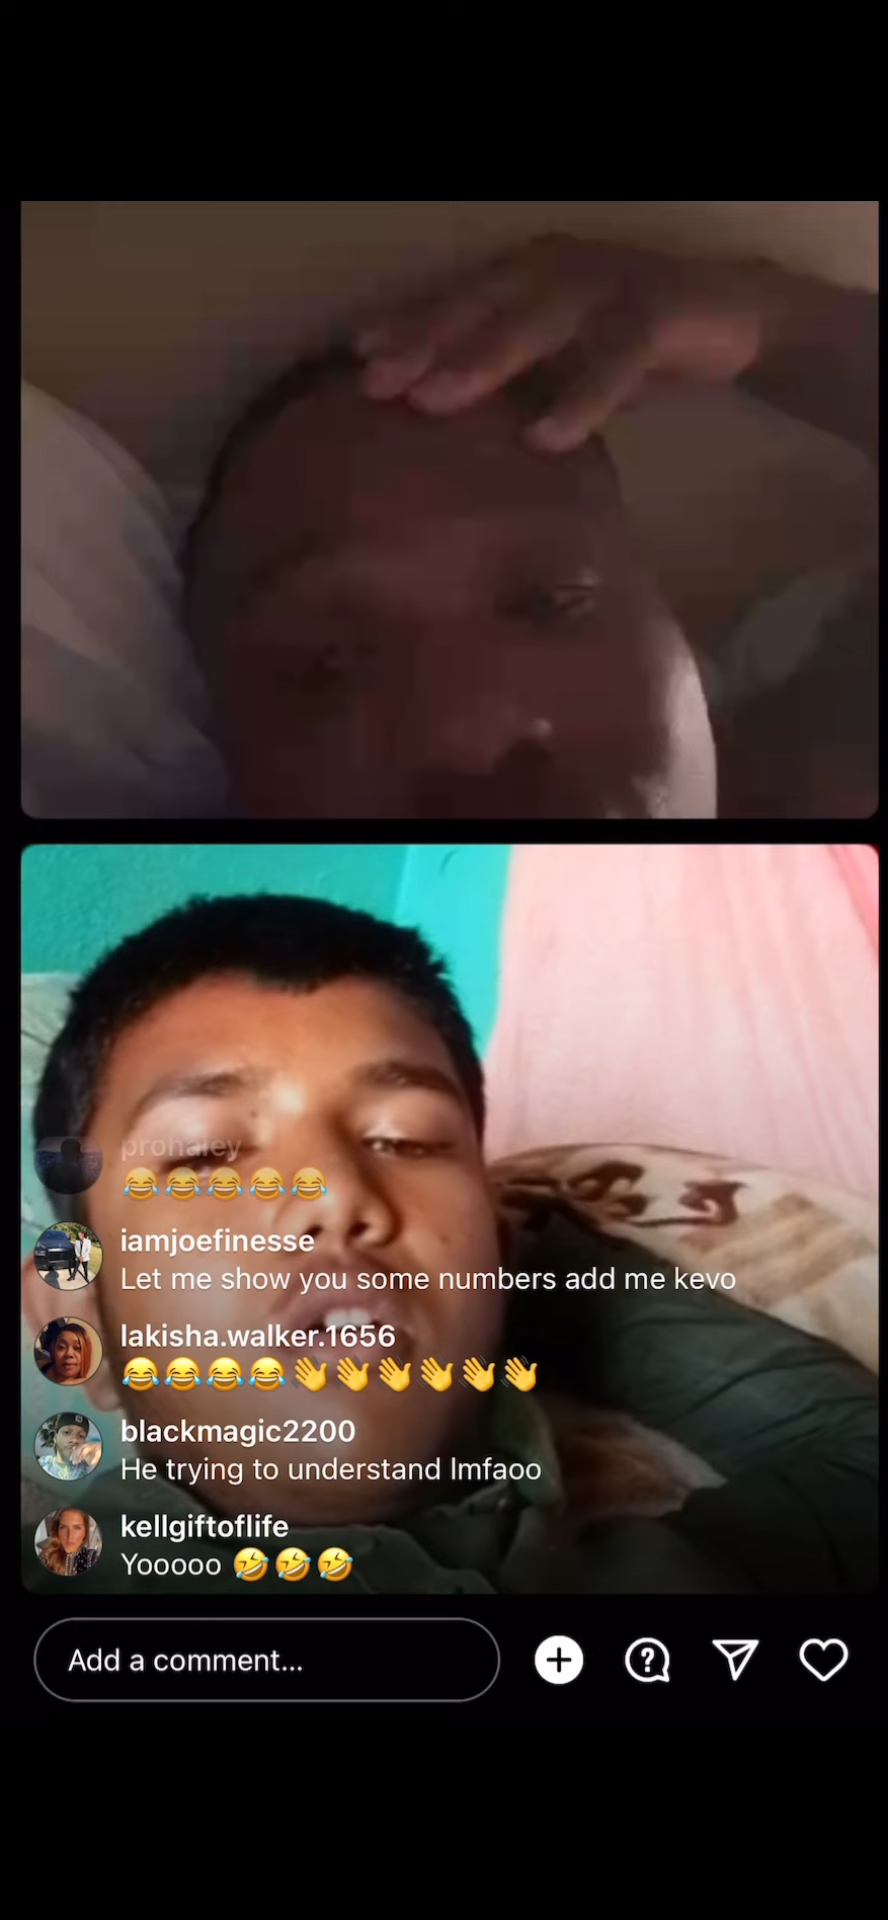 prohaley
😂😂😂😂😂
iamjoefinesse
Let me show you some numbers add me kevo
lakisha.walker.1656
😂😂😂😂👋👋👋👋👋👋
blackmagic2200
He trying to understand lmfaoo
kellgiftoflife
Yooooo 🤣🤣🤣
Add a comment...